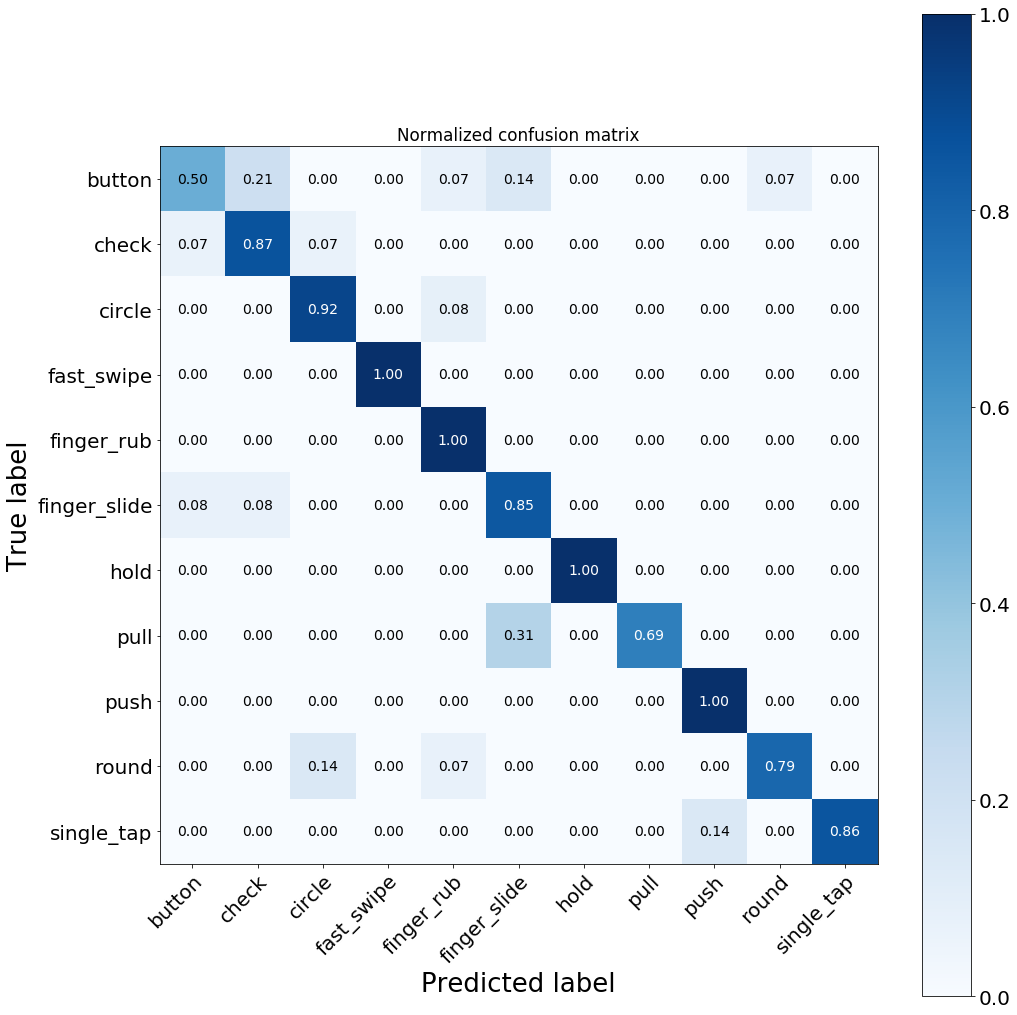 Normalized confusion matrix
True label
button 0.50 0.21 0.00 0.00 0.07 0.14 0.00 0.00 0.00 0.07 0.00
check 0.07 0.87 0.07 0.00 0.00 0.00 0.00 0.00 0.00 0.00 0.00
circle 0.00 0.00 0.92 0.00 0.08 0.00 0.00 0.00 0.00 0.00 0.00
fast_swipe 0.00 0.00 0.00 1.00 0.00 0.00 0.00 0.00 0.00 0.00 0.00
finger_rub 0.00 0.00 0.00 0.00 1.00 0.00 0.00 0.00 0.00 0.00 0.00
finger_slide 0.08 0.08 0.00 0.00 0.00 0.85 0.00 0.00 0.00 0.00 0.00
hold 0.00 0.00 0.00 0.00 0.00 0.00 1.00 0.00 0.00 0.00 0.00
pull 0.00 0.00 0.00 0.00 0.00 0.31 0.00 0.69 0.00 0.00 0.00
push 0.00 0.00 0.00 0.00 0.00 0.00 0.00 0.00 1.00 0.00 0.00
round 0.00 0.00 0.14 0.00 0.07 0.00 0.00 0.00 0.00 0.79 0.00
single_tap 0.00 0.00 0.00 0.00 0.00 0.00 0.00 0.00 0.14 0.00 0.86
button check circle fast_swipe finger_rub finger_slide hold pull push round single_tap
Predicted label
1.0
0.8
0.6
0.4
0.2
0.0